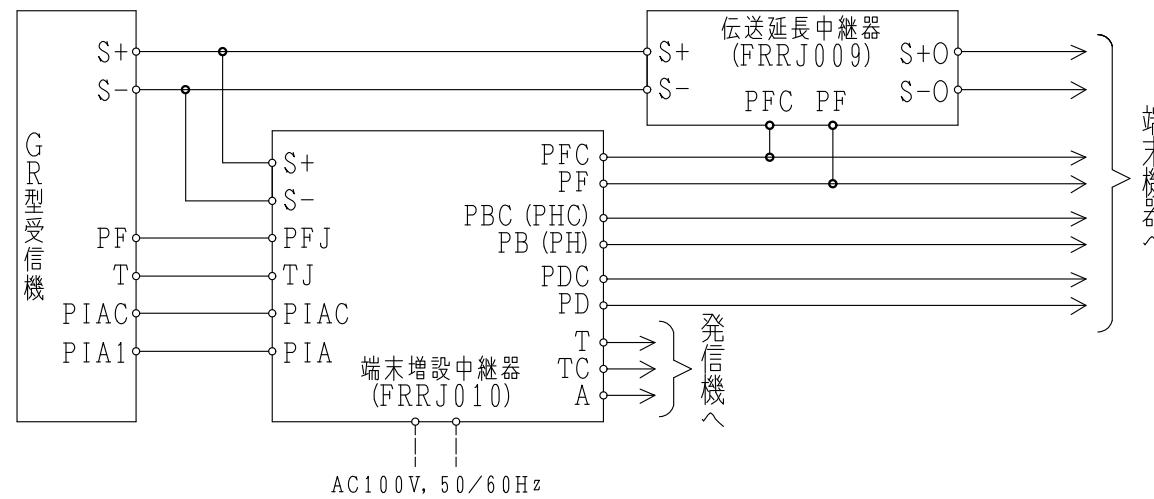 伝送延長中継器
(FRRJ009)
S+
S-
S+O
S-O
PFC PF
GR型受信機
S+
S-
PF
T
PIAC
PIA1
S+
S-
PFJ
TJ
PIAC
PIA
PFC
PF
PBC(PHC)
PB(PH)
PDC
PD
T
TC
A
端末増設中継器
(FRRJ010)
AC100V, 50/60Hz
発信機へ
端末機器へ